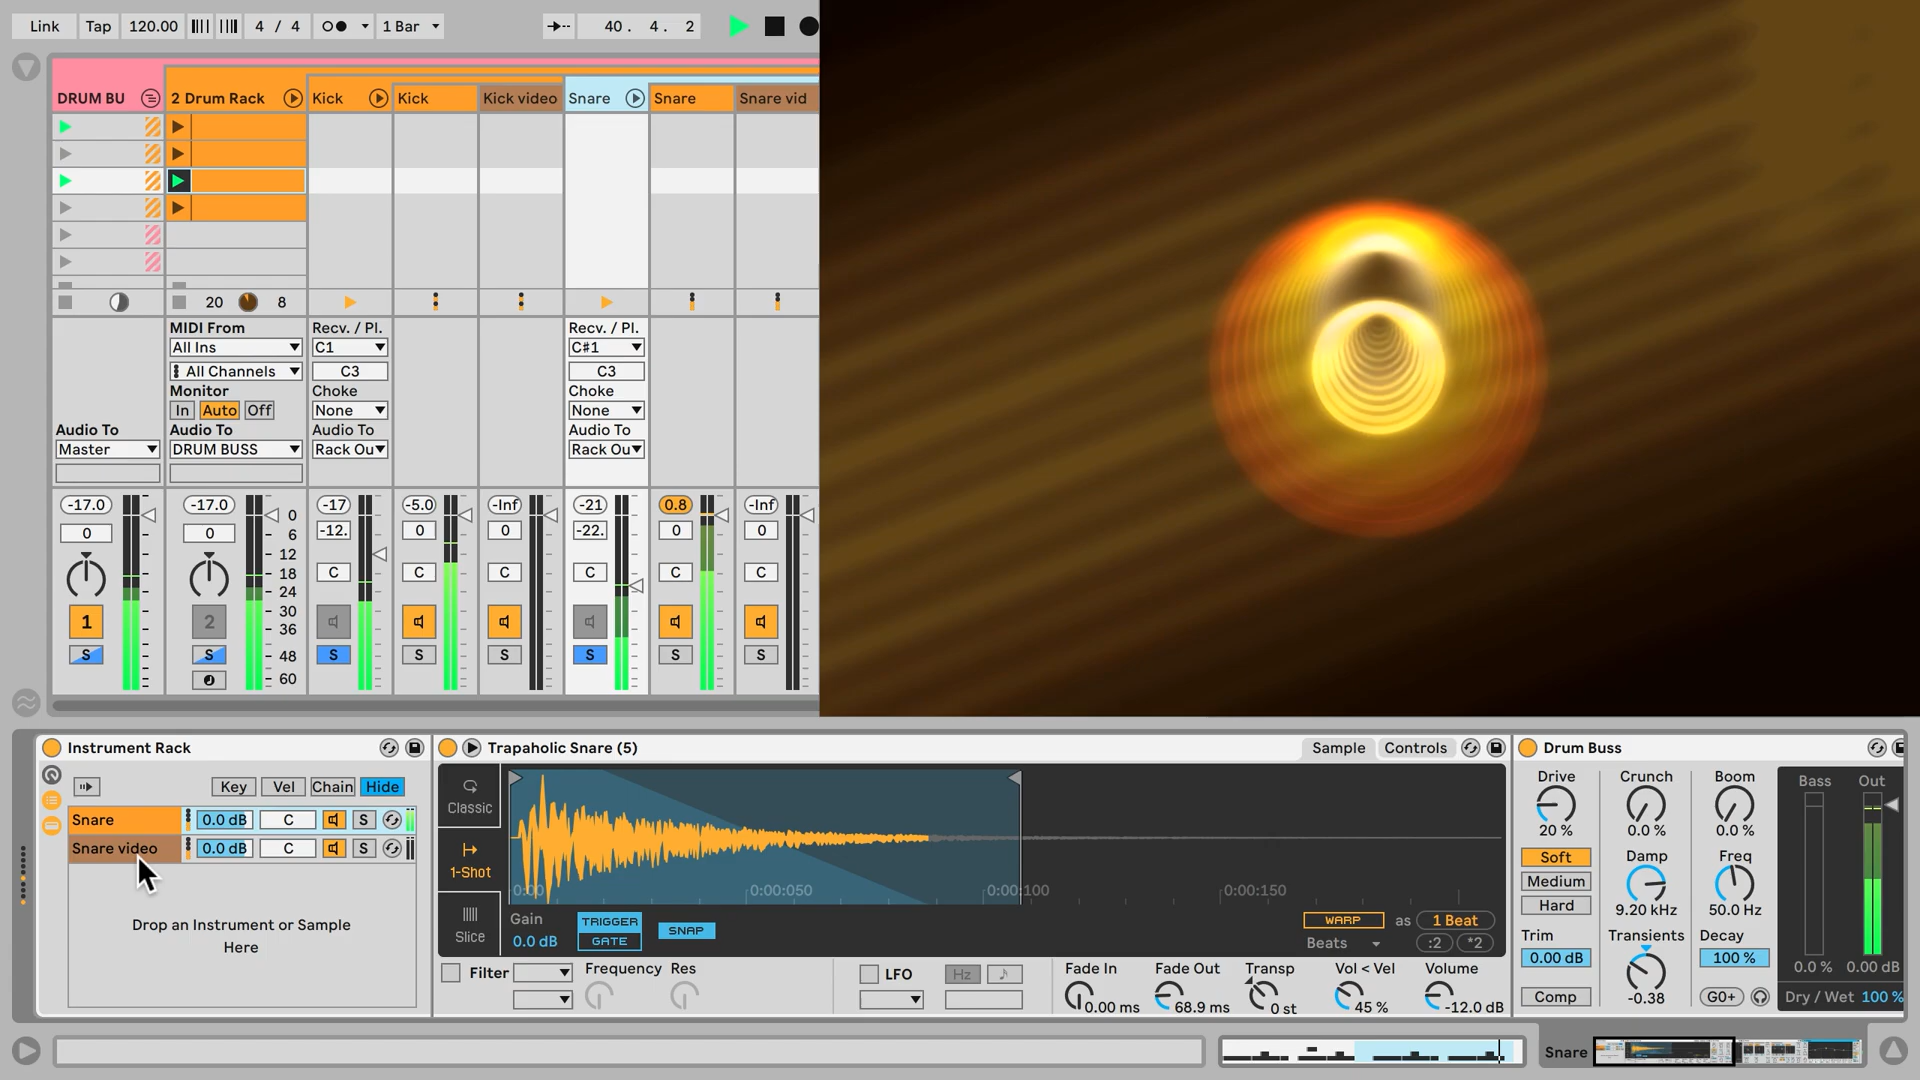 Link Tap 120.00 4 / 4 1 Bar 40. 4. 2
DRUM BU 2 Drum Rack Kick Kick Kick video Snare Snare Snare vid
20 8
MIDI From Recv. / Pl. Recv. / Pl.
All Ins C1 C#1
All Channels C3 C3
Monitor Choke Choke
In Auto Off None None
Audio To Audio To Audio To Audio To
Master DRUM BUSS Rack Ou Rack Ou
-17.0 -17.0 -17 -5.0 -Inf -21 0.8 -Inf
0 0 -12. 0 0 -22. 0 0
0
6
12
18
24
30
36
48
60
C C C C C C
1 2
S S S S S S S S
Instrument Rack
Key Vel Chain Hide
Snare 0.0 dB C S
Snare video 0.0 dB C S
Drop an Instrument or Sample
Here
Trapaholic Snare (5) Sample Controls
Classic
1-Shot
Slice
0:00 0:00:050 0:00:100 0:00:150
Gain TRIGGER SNAP WARP as 1 Beat
0.0 dB GATE Beats :2 *2
Filter Frequency Res LFO Hz Fade In Fade Out Transp Vol < Vel Volume
0.00 ms 68.9 ms 0 st 45 % -12.0 dB
Drum Buss
Drive Crunch Boom Bass Out
20 % 0.0 % 0.0 %
Soft Damp Freq
Medium
Hard 9.20 kHz 50.0 Hz
Trim Transients Decay
0.00 dB 100 % 0.0 % 0.00 dB
Comp -0.38 G0+ Dry / Wet 100 %
Snare